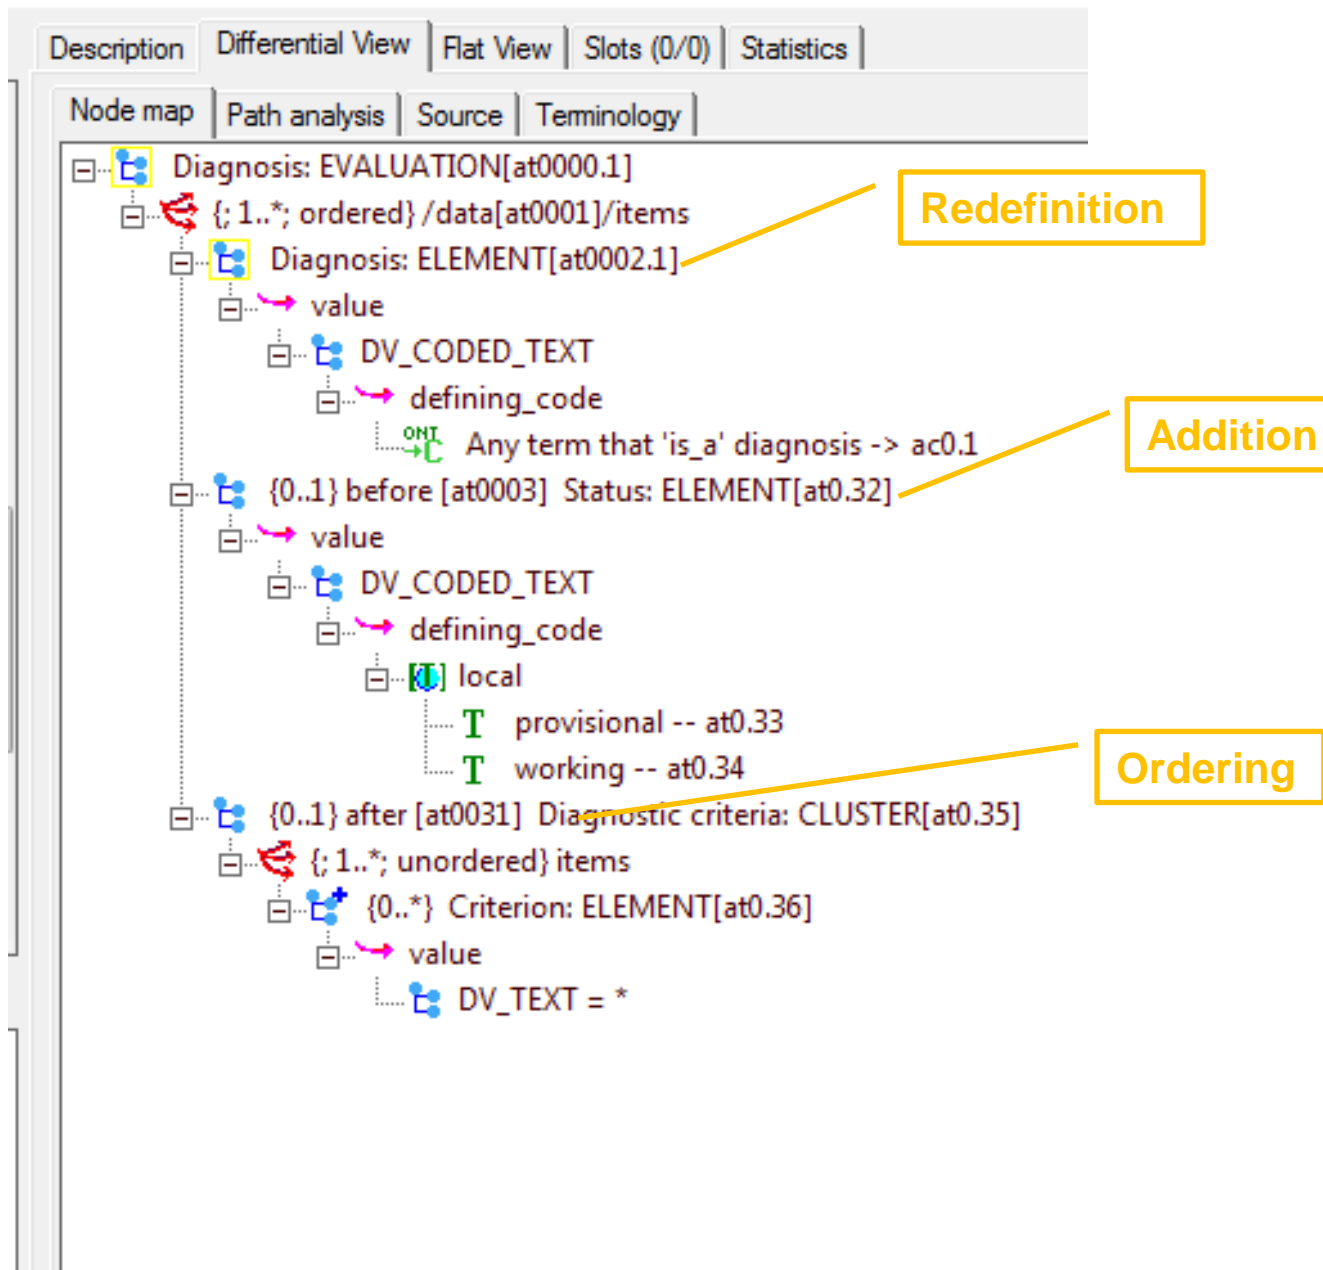 Description Differential View Flat View Slots (0/0) Statistics
Node map Path analysis Source Terminology
Diagnosis: EVALUATION[at0000.1]
{; 1..*; ordered} /data[at0001]/items
Redefinition
Diagnosis: ELEMENT[at0002.1]
value
DV_CODED_TEXT
defining_code
ONT C Any term that 'is_a' diagnosis -> ac0.1
Addition
{0..1} before [at0003] Status: ELEMENT[at0.32]
value
DV_CODED_TEXT
defining_code
[T] local
T provisional -- at0.33
T working -- at0.34
Ordering
{0..1} after [at0031] Diagnostic criteria: CLUSTER[at0.35]
{; 1..*; unordered} items
{0..*} Criterion: ELEMENT[at0.36]
value
DV_TEXT = *